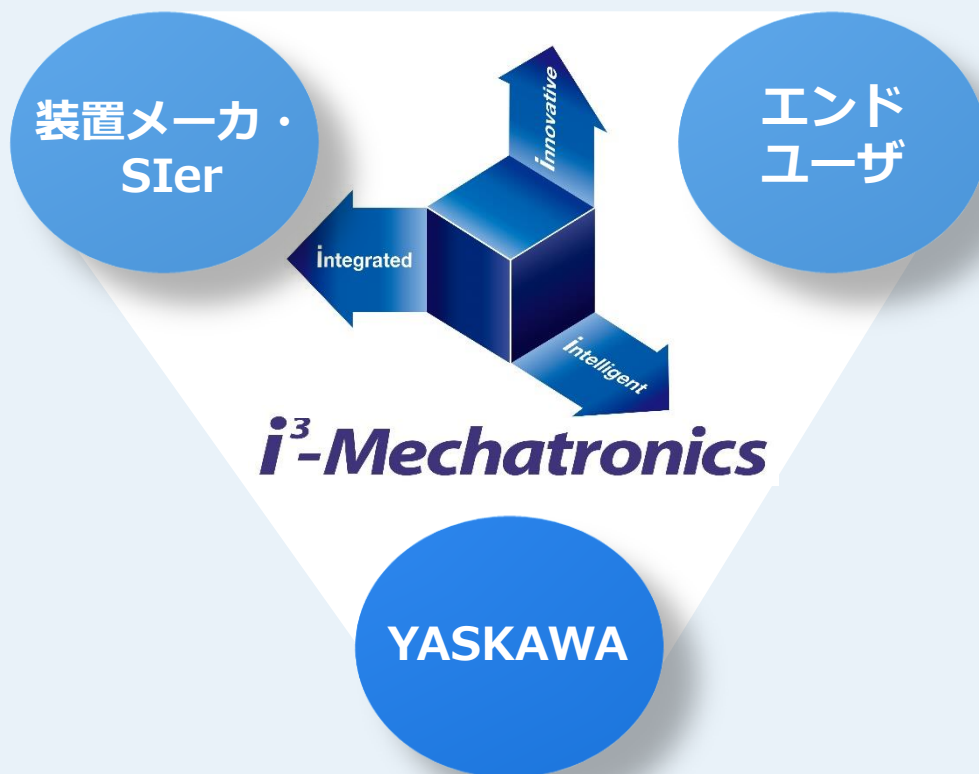 装置メーカ・
SIer
エンド
ユーザ
innovative
integrated
intelligent
i³-Mechatronics
YASKAWA